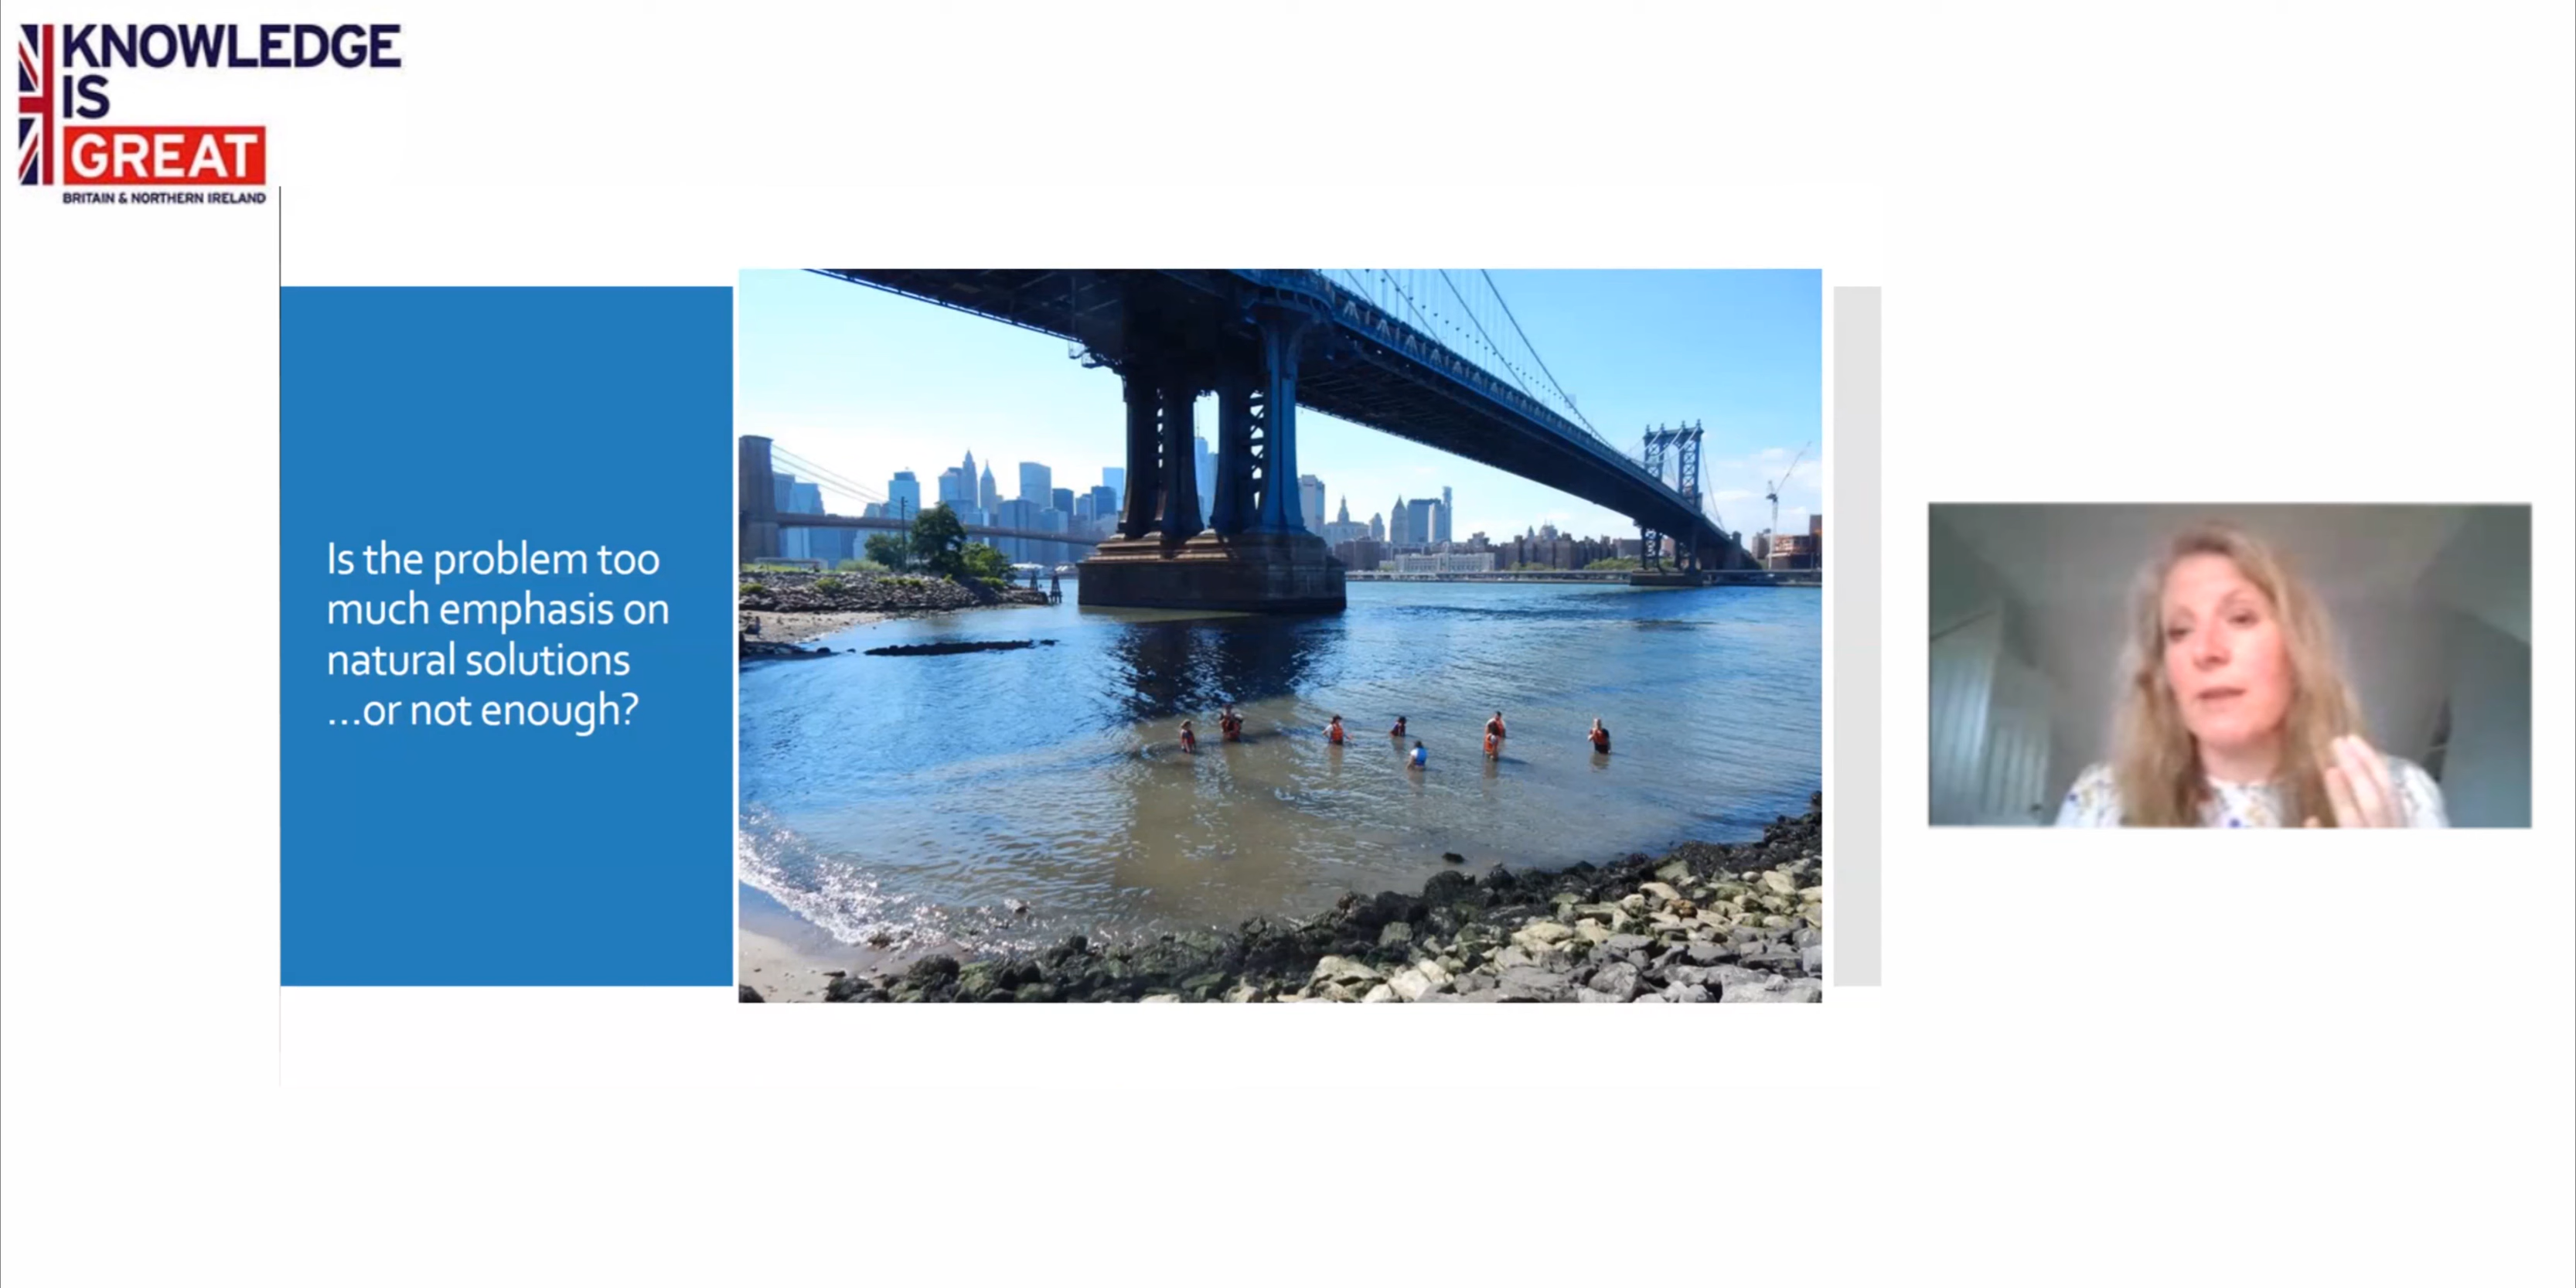 KNOWLEDGE
IS
GREAT
BRITAIN & NORTHERN IRELAND
Is the problem too
much emphasis on
natural solutions
...or not enough?